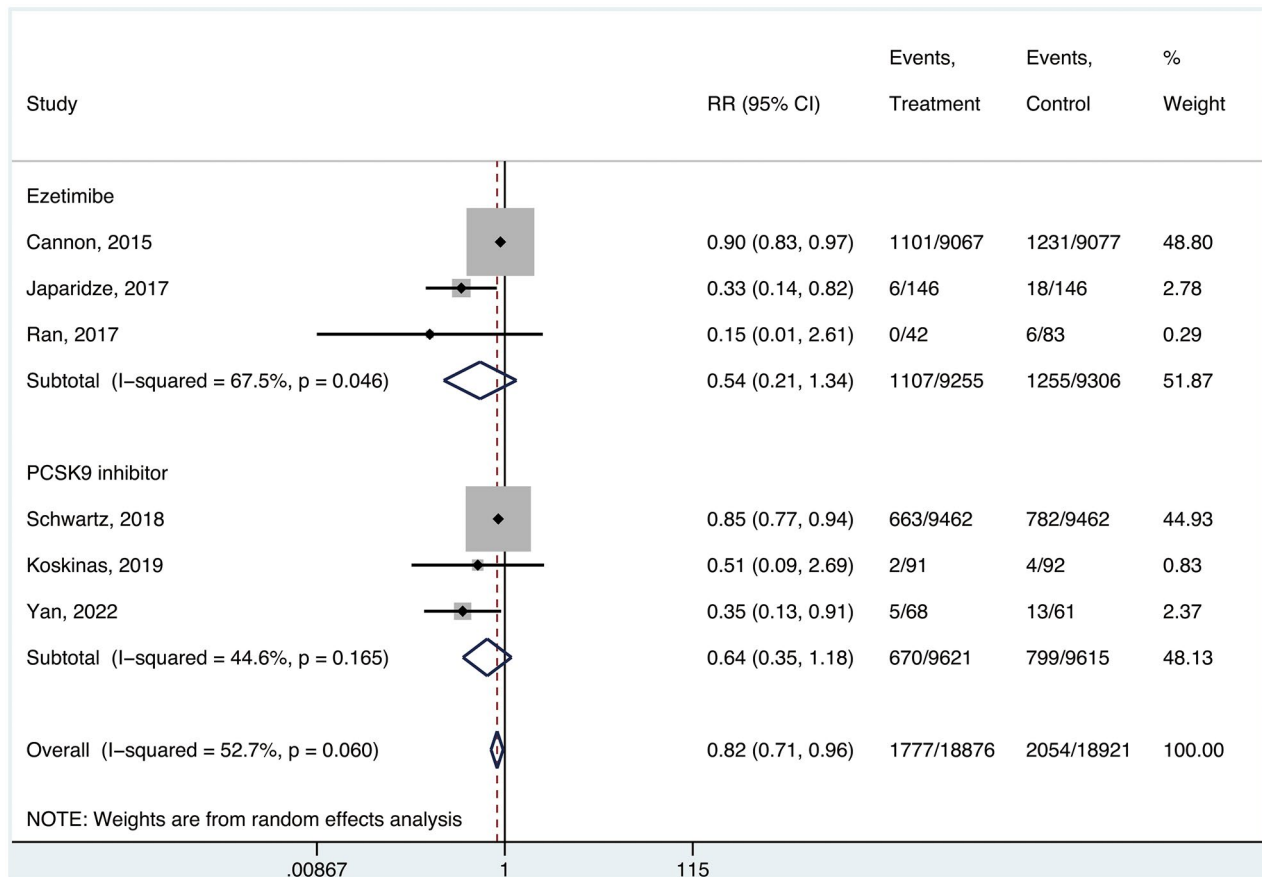 Events, Events, %
Study RR (95% CI) Treatment Control Weight
Ezetimibe
Cannon, 2015 0.90 (0.83, 0.97) 1101/9067 1231/9077 48.80
Japaridze, 2017 0.33 (0.14, 0.82) 6/146 18/146 2.78
Ran, 2017 0.15 (0.01, 2.61) 0/42 6/83 0.29
Subtotal (I−squared = 67.5%, p = 0.046) 0.54 (0.21, 1.34) 1107/9255 1255/9306 51.87
PCSK9 inhibitor
Schwartz, 2018 0.85 (0.77, 0.94) 663/9462 782/9462 44.93
Koskinas, 2019 0.51 (0.09, 2.69) 2/91 4/92 0.83
Yan, 2022 0.35 (0.13, 0.91) 5/68 13/61 2.37
Subtotal (I−squared = 44.6%, p = 0.165) 0.64 (0.35, 1.18) 670/9621 799/9615 48.13
Overall (I−squared = 52.7%, p = 0.060) 0.82 (0.71, 0.96) 1777/18876 2054/18921 100.00
NOTE: Weights are from random effects analysis
.00867 1 115